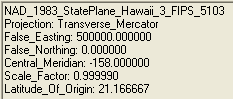 NAD_1983_StatePlane_Hawaii_3_FIPS_5103
Projection: Transverse_Mercator
False_Easting: 500000.000000
False_Northing: 0.000000
Central_Meridian: -158.000000
Scale_Factor: 0.999990
Latitude_Of_Origin: 21.166667